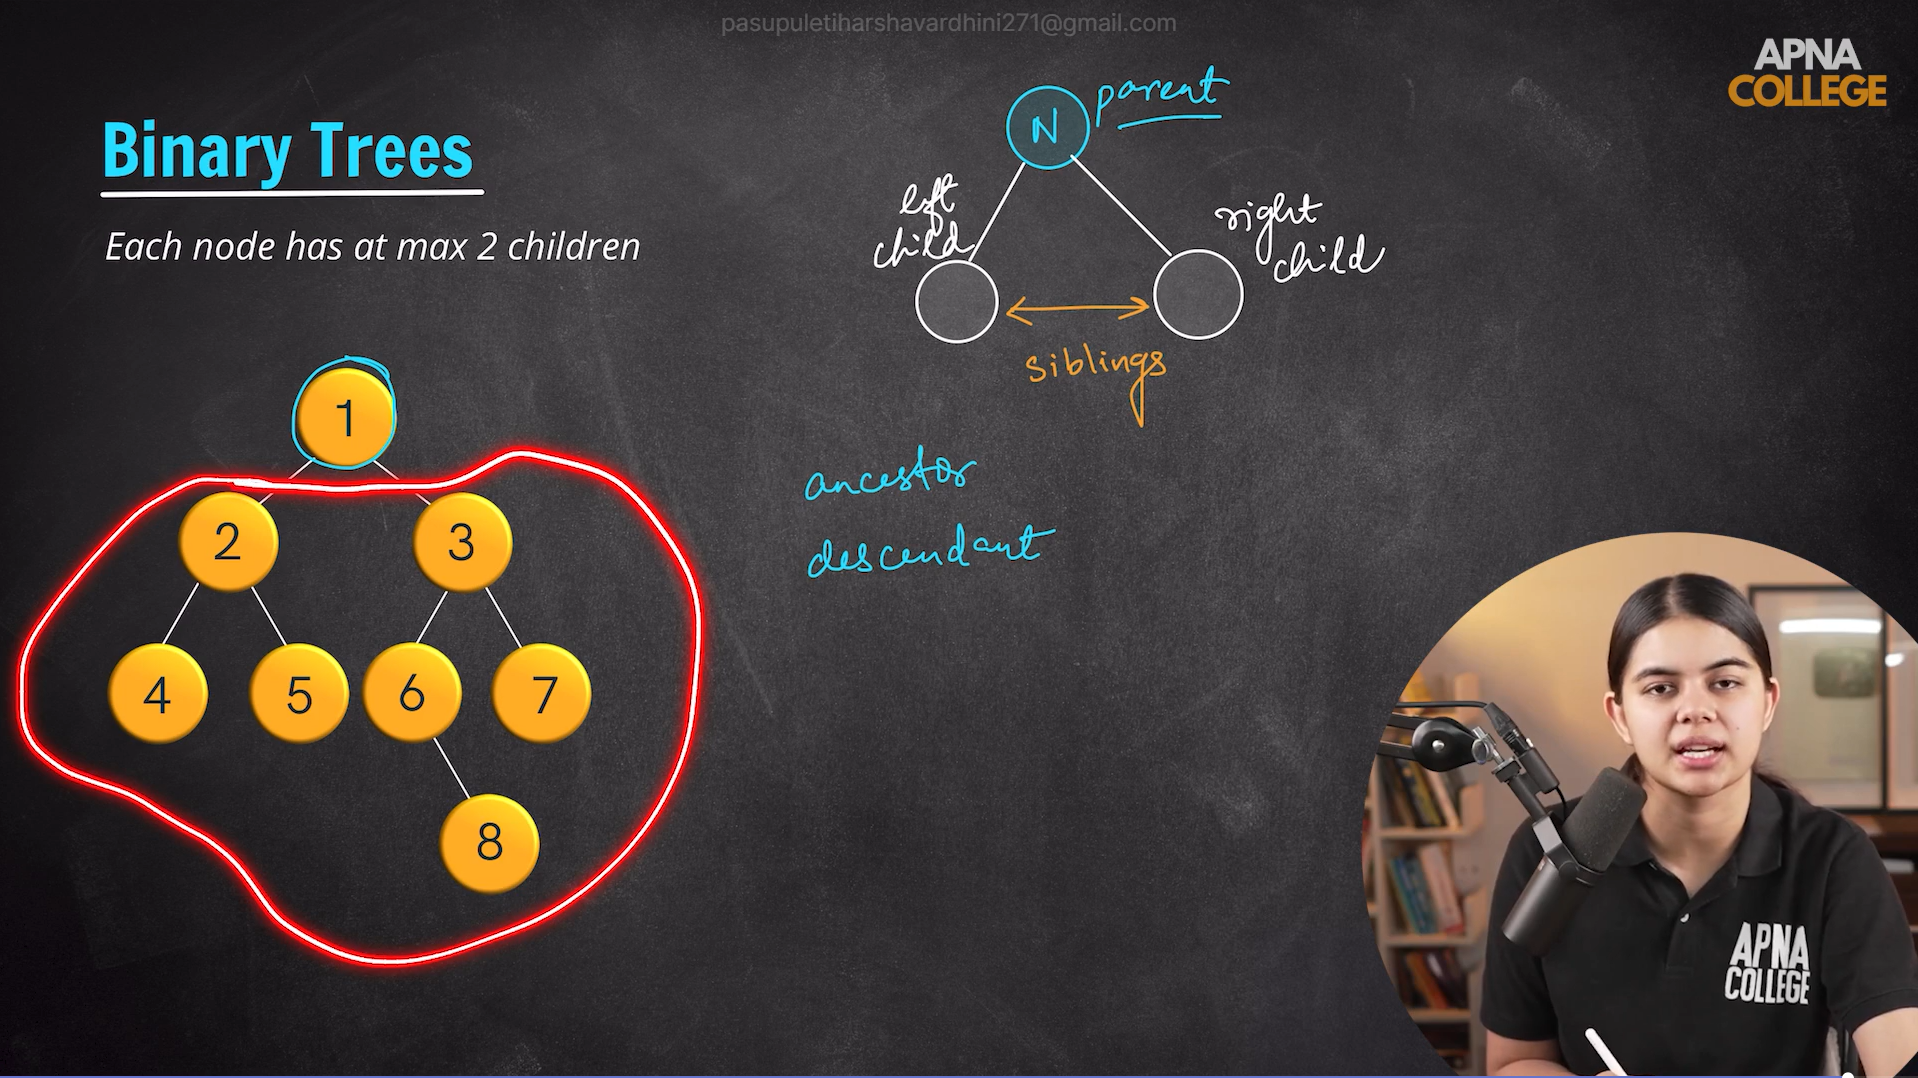 pasupuletiharshavardhini271@gmail.com
APNA
COLLEGE
Binary Trees
Each node has at max 2 children
N
parent
left
child
right
child
siblings
ancestor
descendant
1
2
3
4
5
6
7
8
APNA
COLLEGE